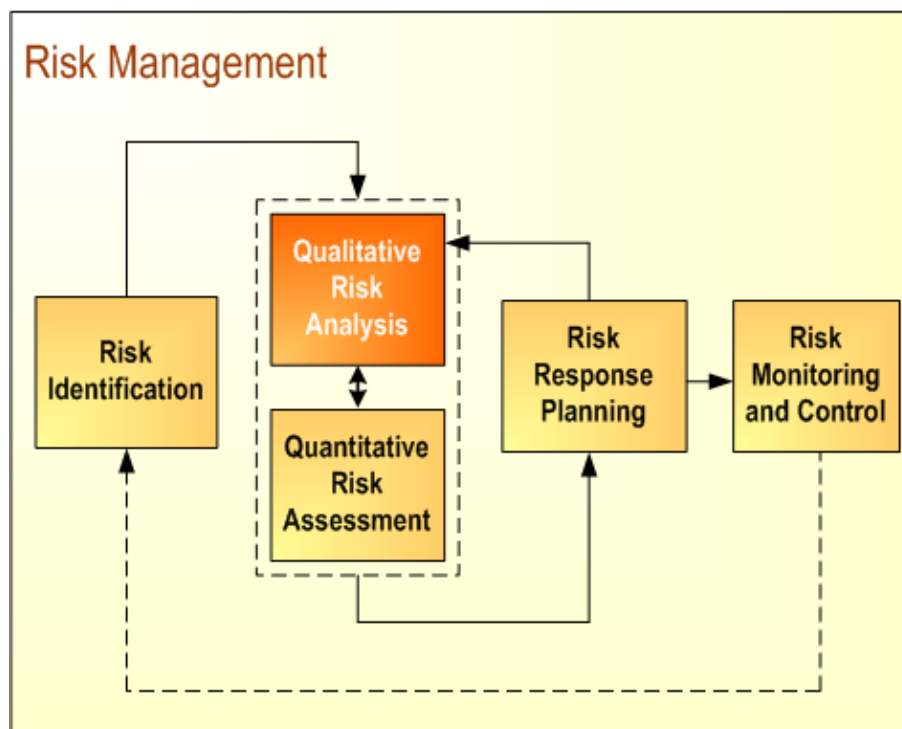 Risk Management
Qualitative
Risk
Analysis
Risk
Identification
Quantitative
Risk
Assessment
Risk
Response
Planning
Risk
Monitoring
and Control